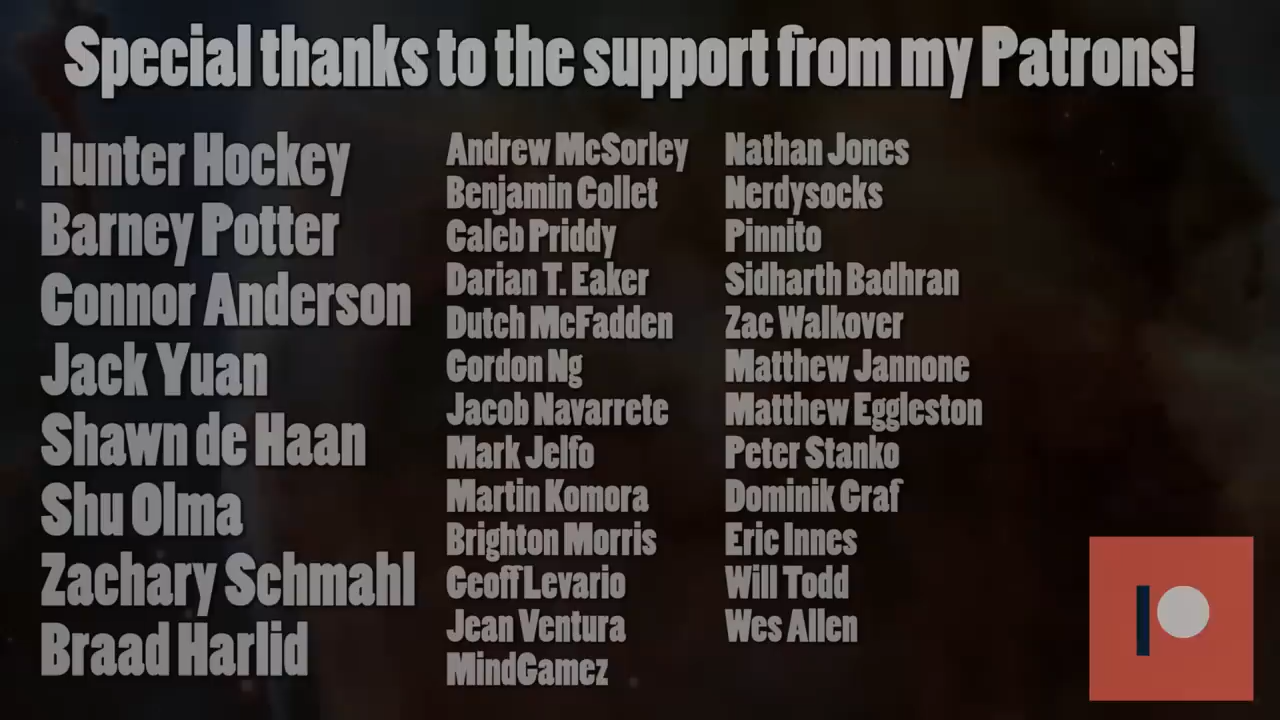 Special thanks to the support from my Patrons!
Hunter Hockey
Barney Potter
Connor Anderson
Jack Yuan
Shawn de Haan
Shu Olma
Zachary Schmahl
Braad Harlid
Andrew McSorley
Benjamin Collet
Caleb Priddy
Darian T. Eaker
Dutch McFadden
Gordon Ng
Jacob Navarrete
Mark Jelfo
Martin Komora
Brighton Morris
Geoff Levario
Jean Ventura
MindGamez
Nathan Jones
Nerdysocks
Pinnito
Sidharth Badhran
Zac Walkover
Matthew Jannone
Matthew Eggleston
Peter Stanko
Dominik Graf
Eric Innes
Will Todd
Wes Allen